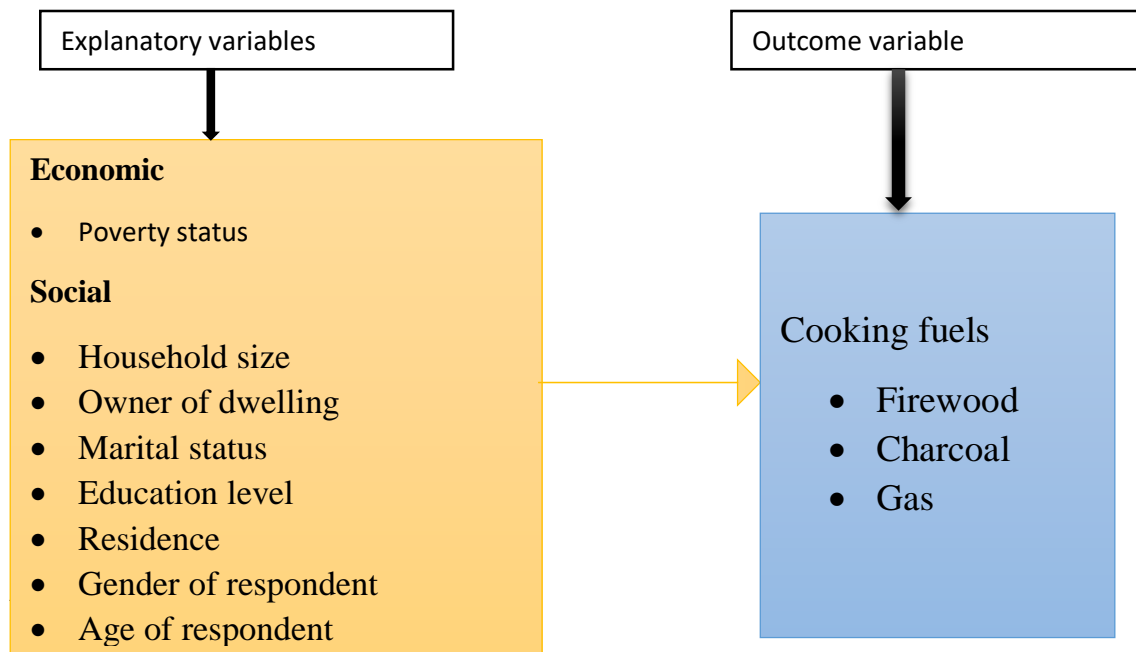 Explanatory variables
Outcome variable
Economic
• Poverty status
Social
• Household size
• Owner of dwelling
• Marital status
• Education level
• Residence
• Gender of respondent
• Age of respondent
Cooking fuels
• Firewood
• Charcoal
• Gas